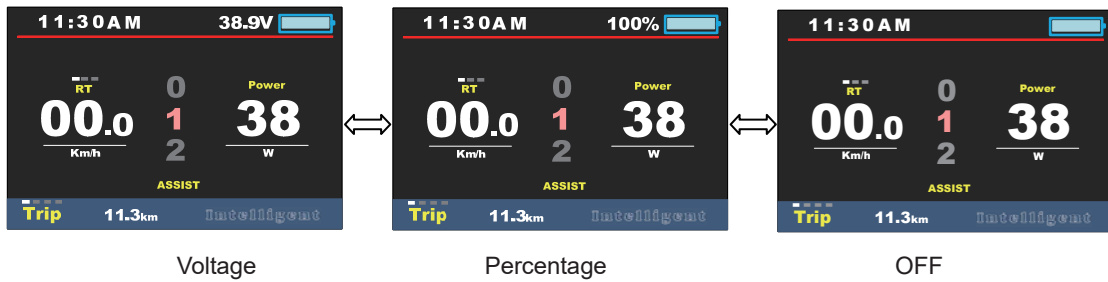 11:30AM 38.9V
RT
00.0
Km/h
0
1
2
Power
38
W
ASSIST
Trip 11.3km Intelligent
Voltage
11:30AM 100%
RT
00.0
Km/h
0
1
2
Power
38
W
ASSIST
Trip 11.3km Intelligent
Percentage
11:30AM
RT
00.0
Km/h
0
1
2
Power
38
W
ASSIST
Trip 11.3km Intelligent
OFF